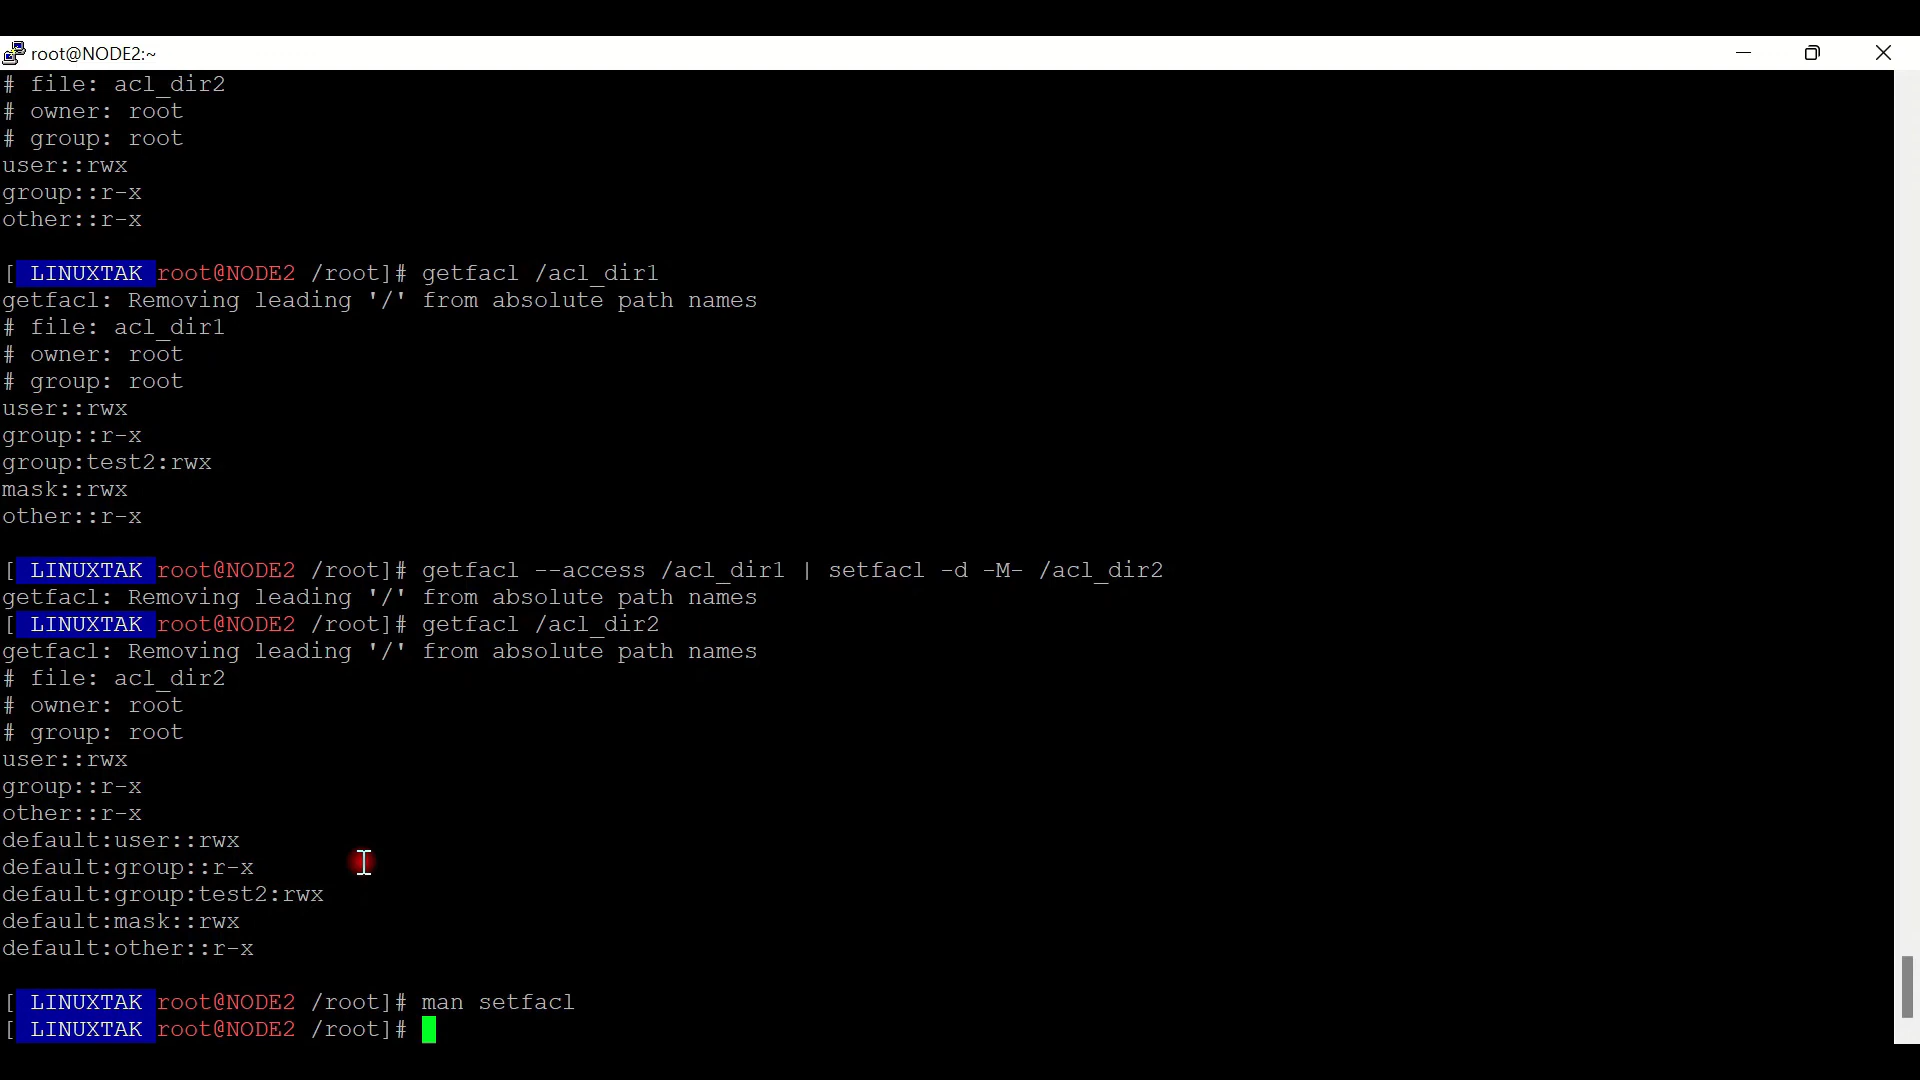 root@NODE2:~
# file: acl_dir2
# owner: root
# group: root
user::rwx
group::r-x
other::r-x
[ LINUXTAK root@NODE2 /root]# getfacl /acl_dir1
getfacl: Removing leading '/' from absolute path names
# file: acl_dir1
# owner: root
# group: root
user::rwx
group::r-x
group:test2:rwx
mask::rwx
other::r-x
[ LINUXTAK root@NODE2 /root]# getfacl --access /acl_dir1 | setfacl -d -M- /acl_dir2
getfacl: Removing leading '/' from absolute path names
[ LINUXTAK root@NODE2 /root]# getfacl /acl_dir2
getfacl: Removing leading '/' from absolute path names
# file: acl_dir2
# owner: root
# group: root
user::rwx
group::r-x
other::r-x
default:user::rwx
default:group::r-x
default:group:test2:rwx
default:mask::rwx
default:other::r-x
[ LINUXTAK root@NODE2 /root]# man setfacl
[ LINUXTAK root@NODE2 /root]#